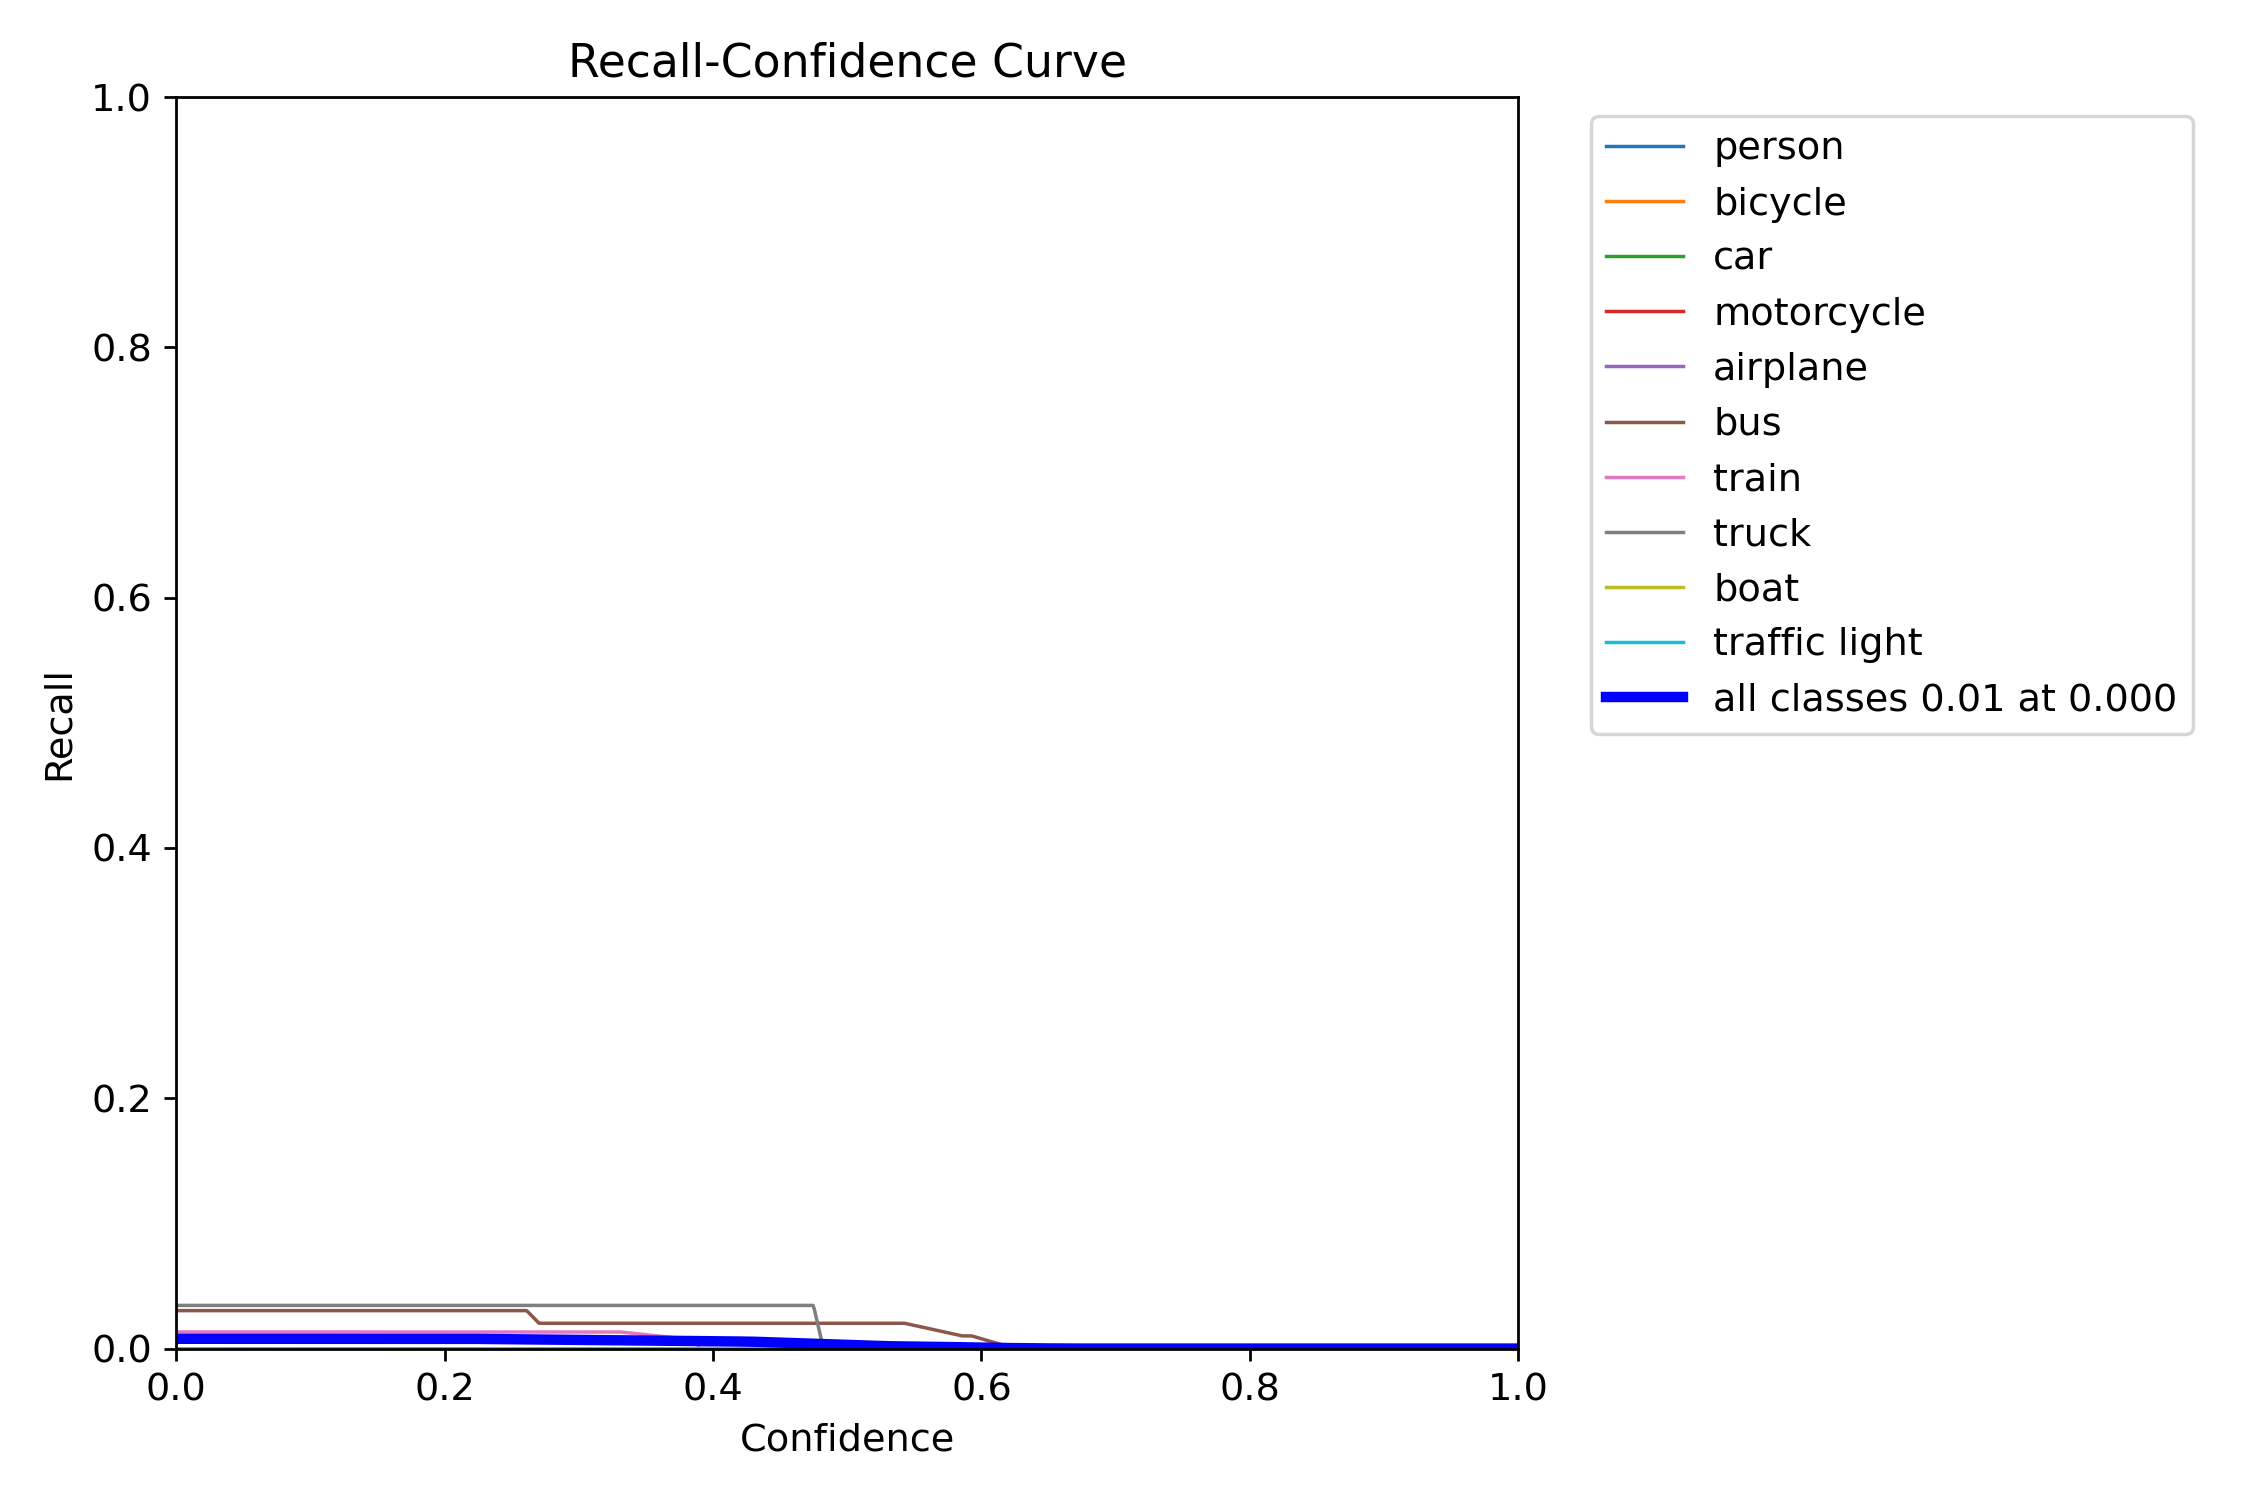 Recall-Confidence Curve
1.0
0.8
0.6
0.4
0.2
0.0
Recall
0.0 0.2 0.4 0.6 0.8 1.0
Confidence
person
bicycle
car
motorcycle
airplane
bus
train
truck
boat
traffic light
all classes 0.01 at 0.000